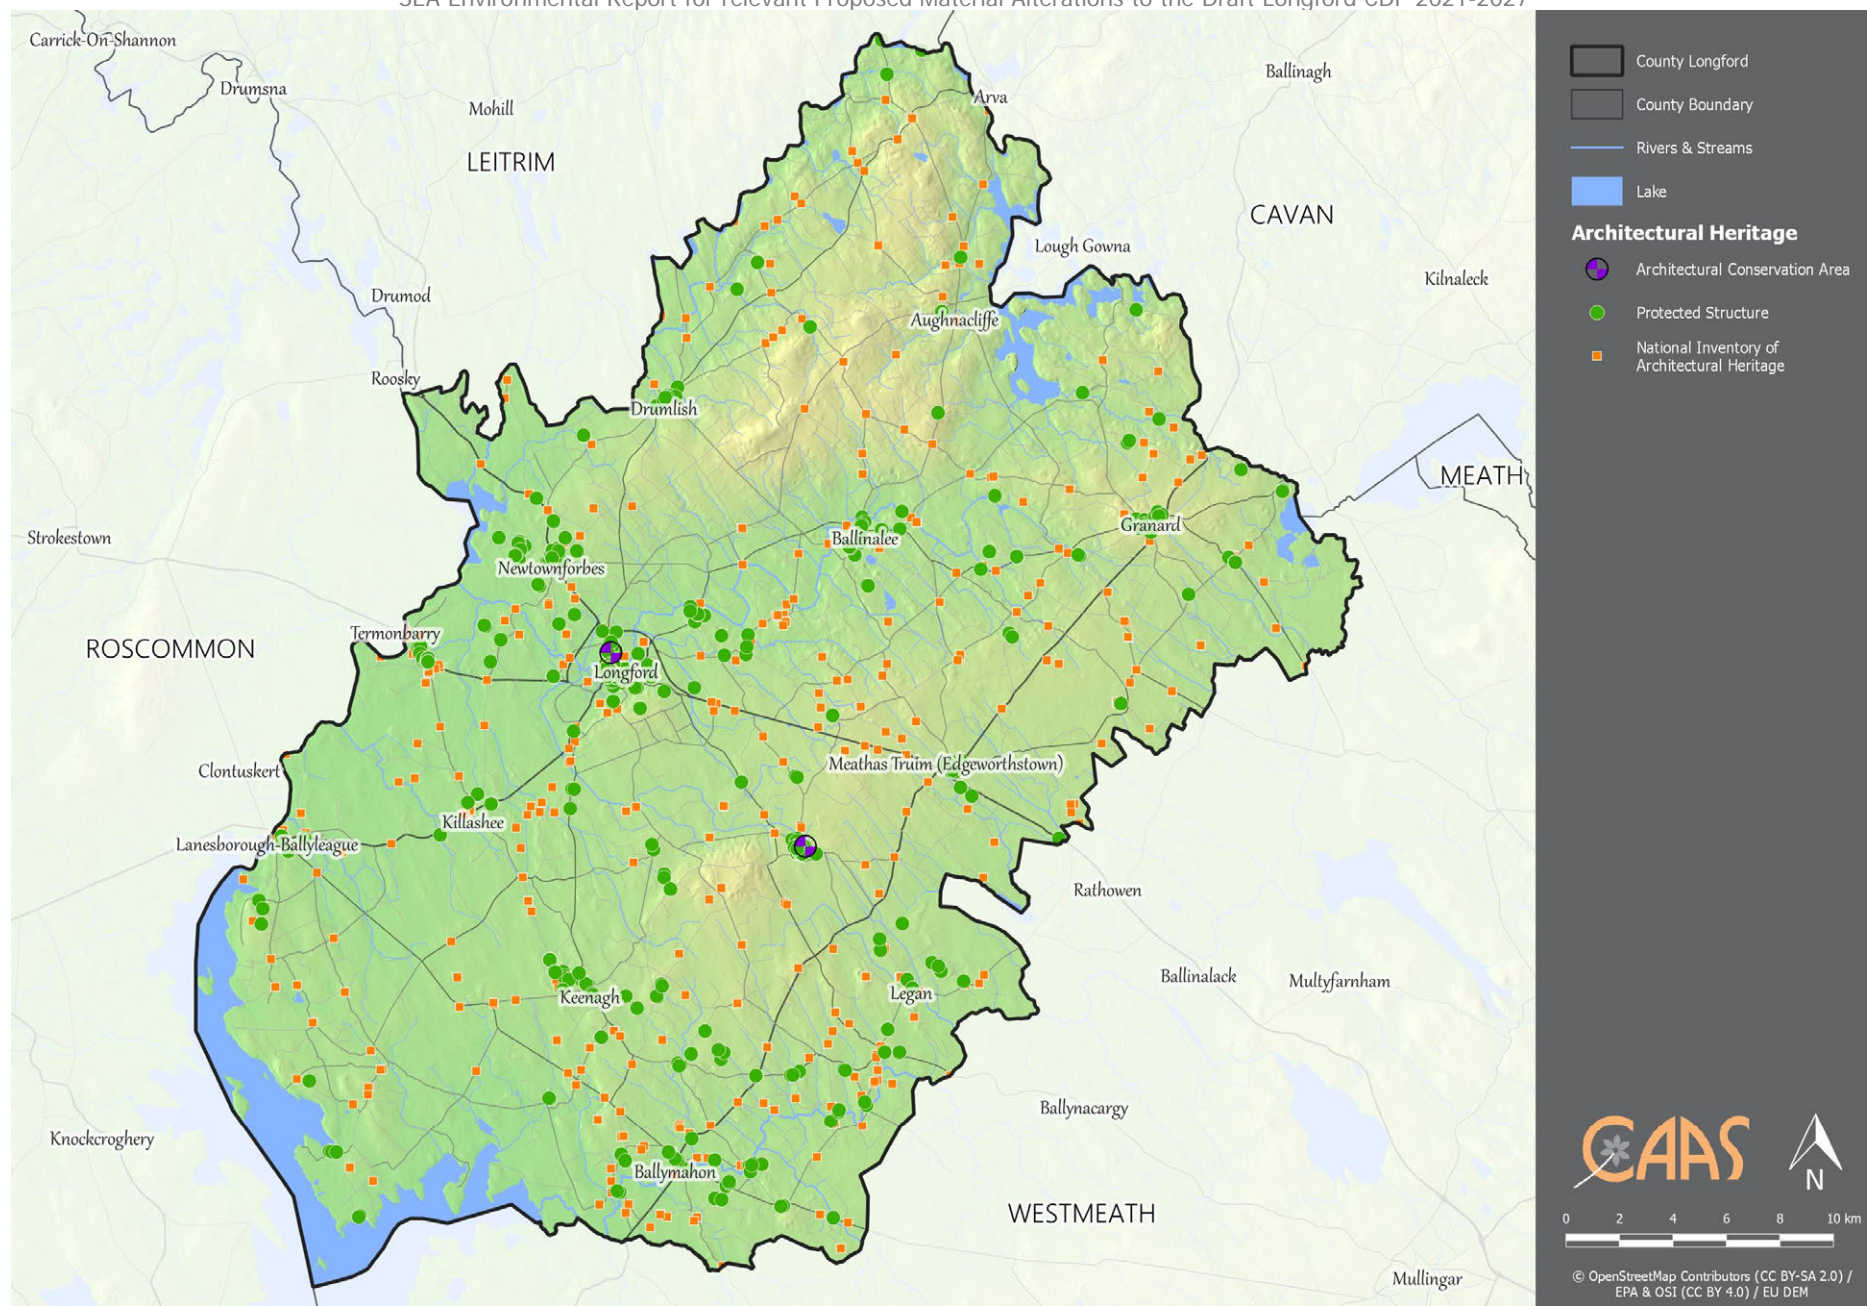 SEA Environmental Report for relevant Proposed Material Alterations to the Draft Longford CDP 2021-2027
Carrick-On-Shannon
Drumsna
Mohill
LEITRIM
Arva
Ballinagh
CAVAN
Lough Gowna
Kilnaleck
Drumod
Aughnacliffe
Roosky
Drumlish
MEATH
Strokestown
Newtownforbes
Ballinalee
Granard
Termonbarry
ROSCOMMON
Longford
Clontuskert
Meathas Truim (Edgeworthstown)
Killashee
Lanesborough-Ballyleague
Rathowen
Ballinalack
Multyfarnham
Keenagh
Legan
Ballynacargy
Knockcroghery
Ballymahon
WESTMEATH
Mullingar
County Longford
County Boundary
Rivers & Streams
Lake
Architectural Heritage
Architectural Conservation Area
Protected Structure
National Inventory of
Architectural Heritage
CAAS
N
0 2 4 6 8 10 km
© OpenStreetMap Contributors (CC BY-SA 2.0) /
EPA & OSI (CC BY 4.0) / EU DEM